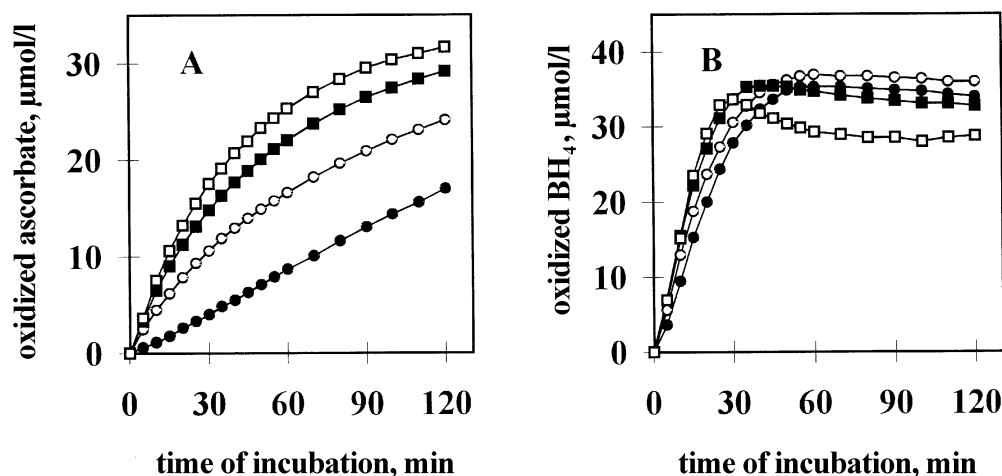 A
B
oxidized ascorbate, µmol/l
30
20
10
0
0 30 60 90 120
time of incubation, min
oxidized BH4, µmol/l
40
30
20
10
0
0 30 60 90 120
time of incubation, min